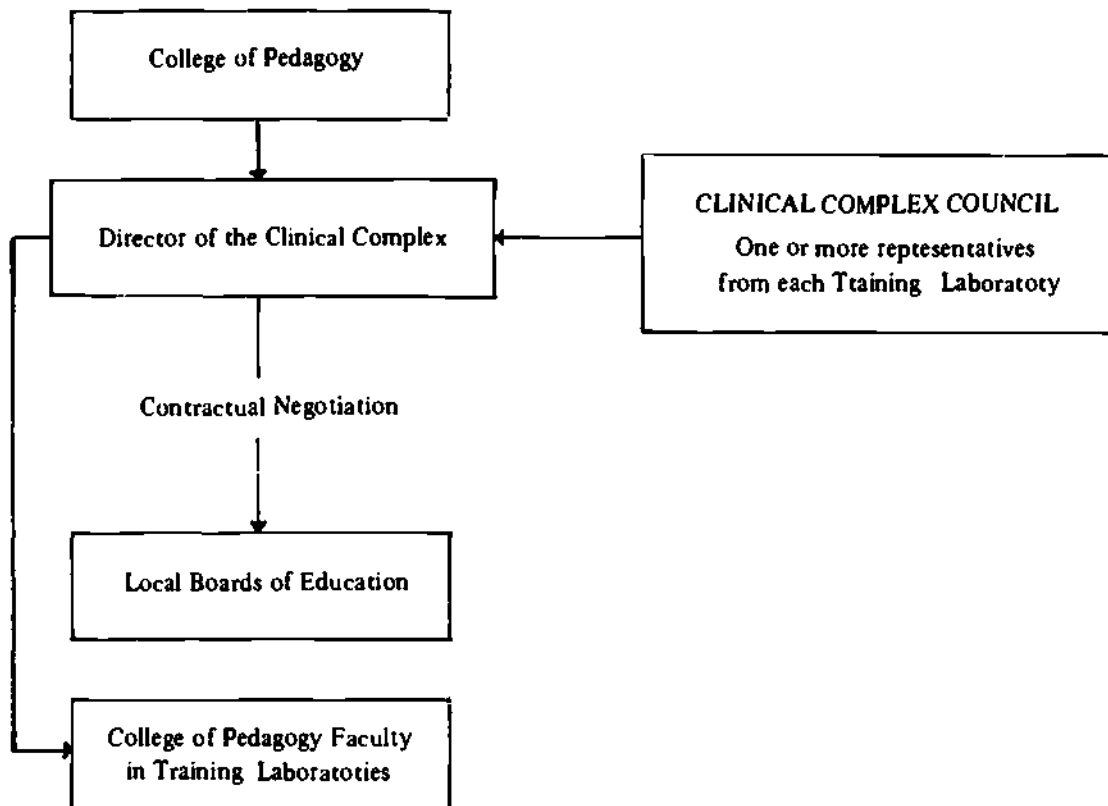 College of Pedagogy
Director of the Clinical Complex
CLINICAL COMPLEX COUNCIL
One or more representatives
from each Ttaining Laboratoty
Contractual Negotiation
Local Boards of Education
College of Pedagogy Faculty
in Training Laboratoties